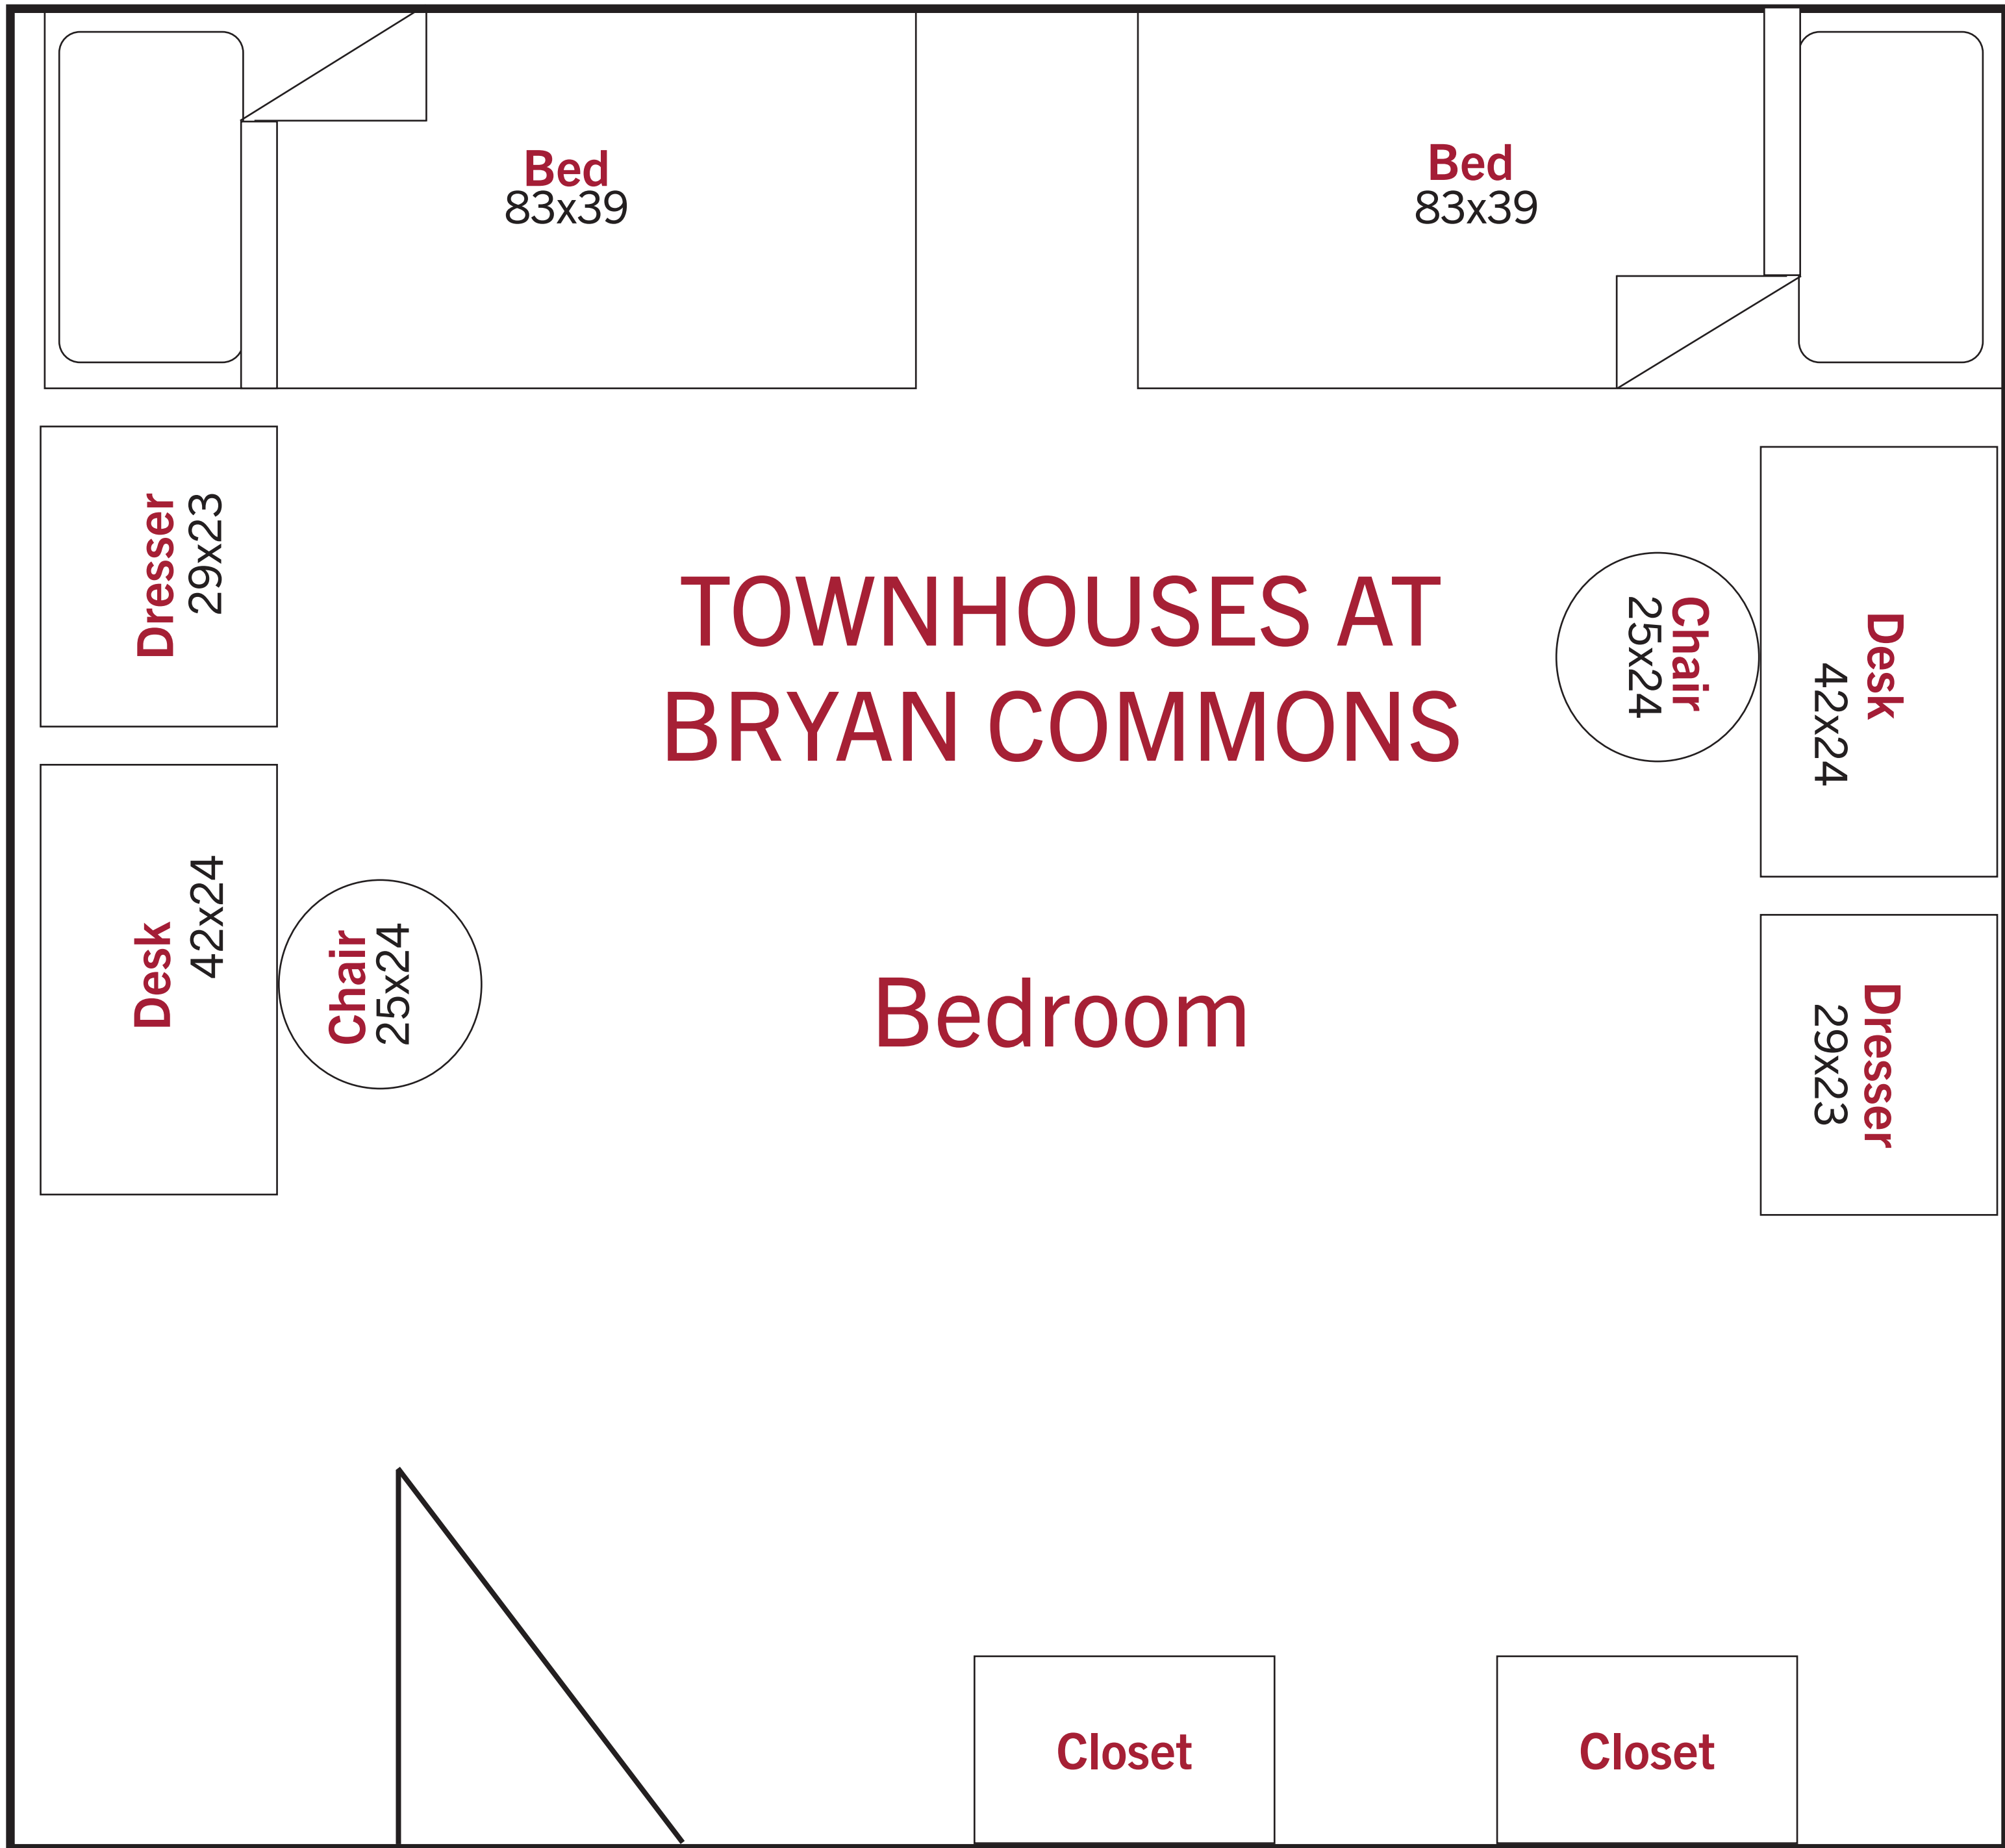 Bed
83x39
Bed
83x39
Dresser
29x23
TOWNHOUSES AT
BRYAN COMMONS
Chair
25x24
Desk
42x24
Desk
42x24
Chair
25x24
Bedroom
Dresser
29x23
Closet
Closet